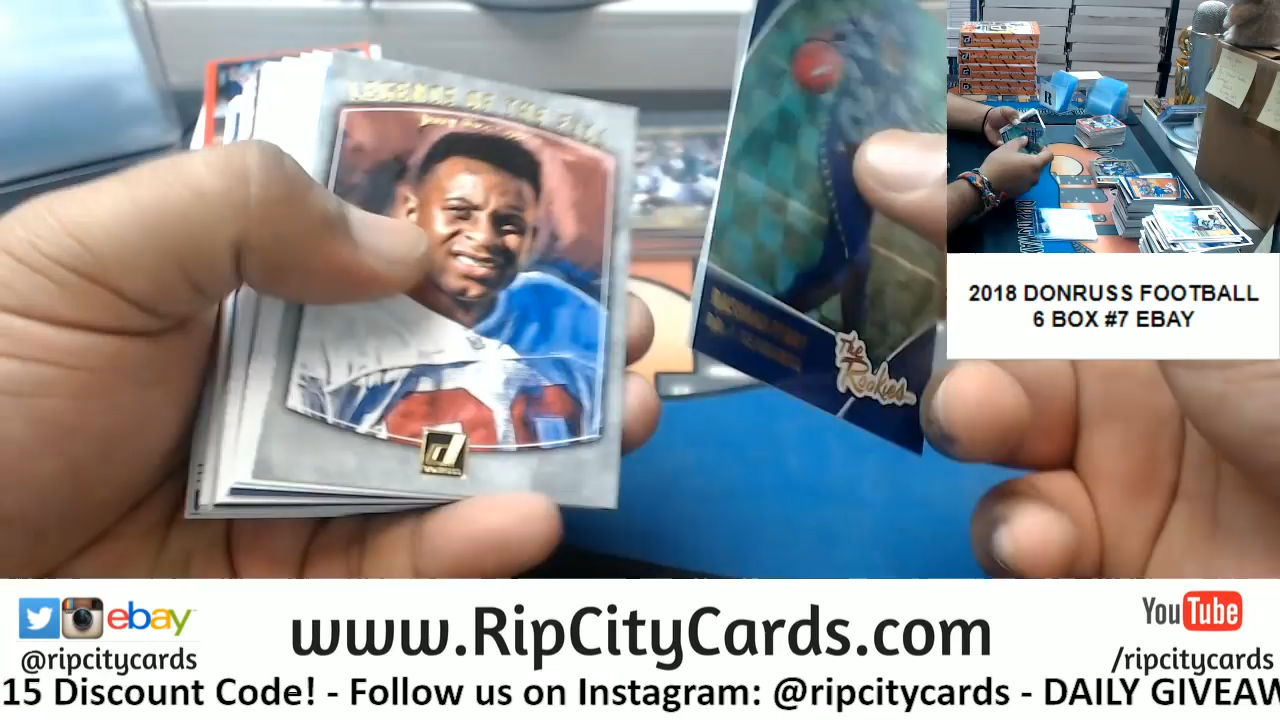 LEGENDS OF THE FALL
The
Rookies
2018 DONRUSS FOOTBALL
6 BOX #7 EBAY
ebay
@ripcitycards
www.RipCityCards.com
YouTube
/ripcitycards
15 Discount Code! - Follow us on Instagram: @ripcitycards - DAILY GIVEAW